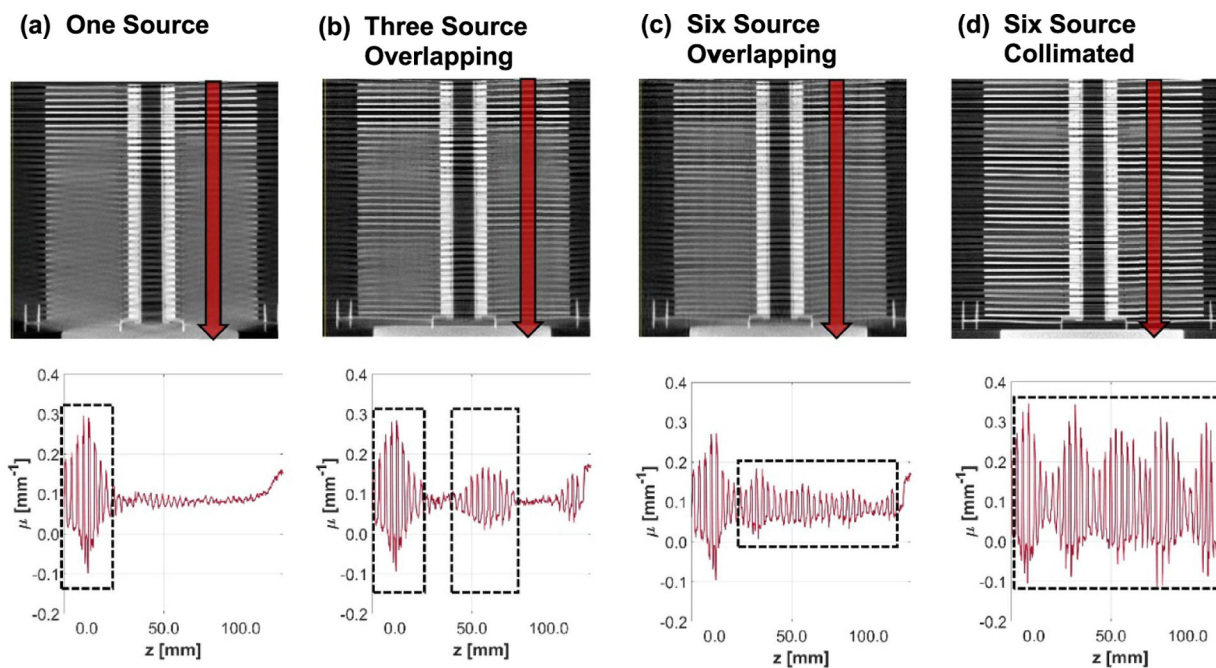 (a) One Source
(b) Three Source
Overlapping
(c) Six Source
Overlapping
(d) Six Source
Collimated
0.4
0.3
0.2
0.1
0.0
-0.1
-0.2
μ [mm⁻¹]
0.0 50.0 100.0
z [mm]
0.4
0.3
0.2
0.1
0.0
-0.1
-0.2
μ [mm⁻¹]
0.0 50.0 100.0
z [mm]
0.4
0.3
0.2
0.1
0.0
0.1
-0.2
μ [mm⁻¹]
0.0 50.0 100.0
z [mm]
0.4
0.3
0.2
0.1
0.0
-0.1
-0.2
μ [mm⁻¹]
0.0 50.0 100.0
z [mm]